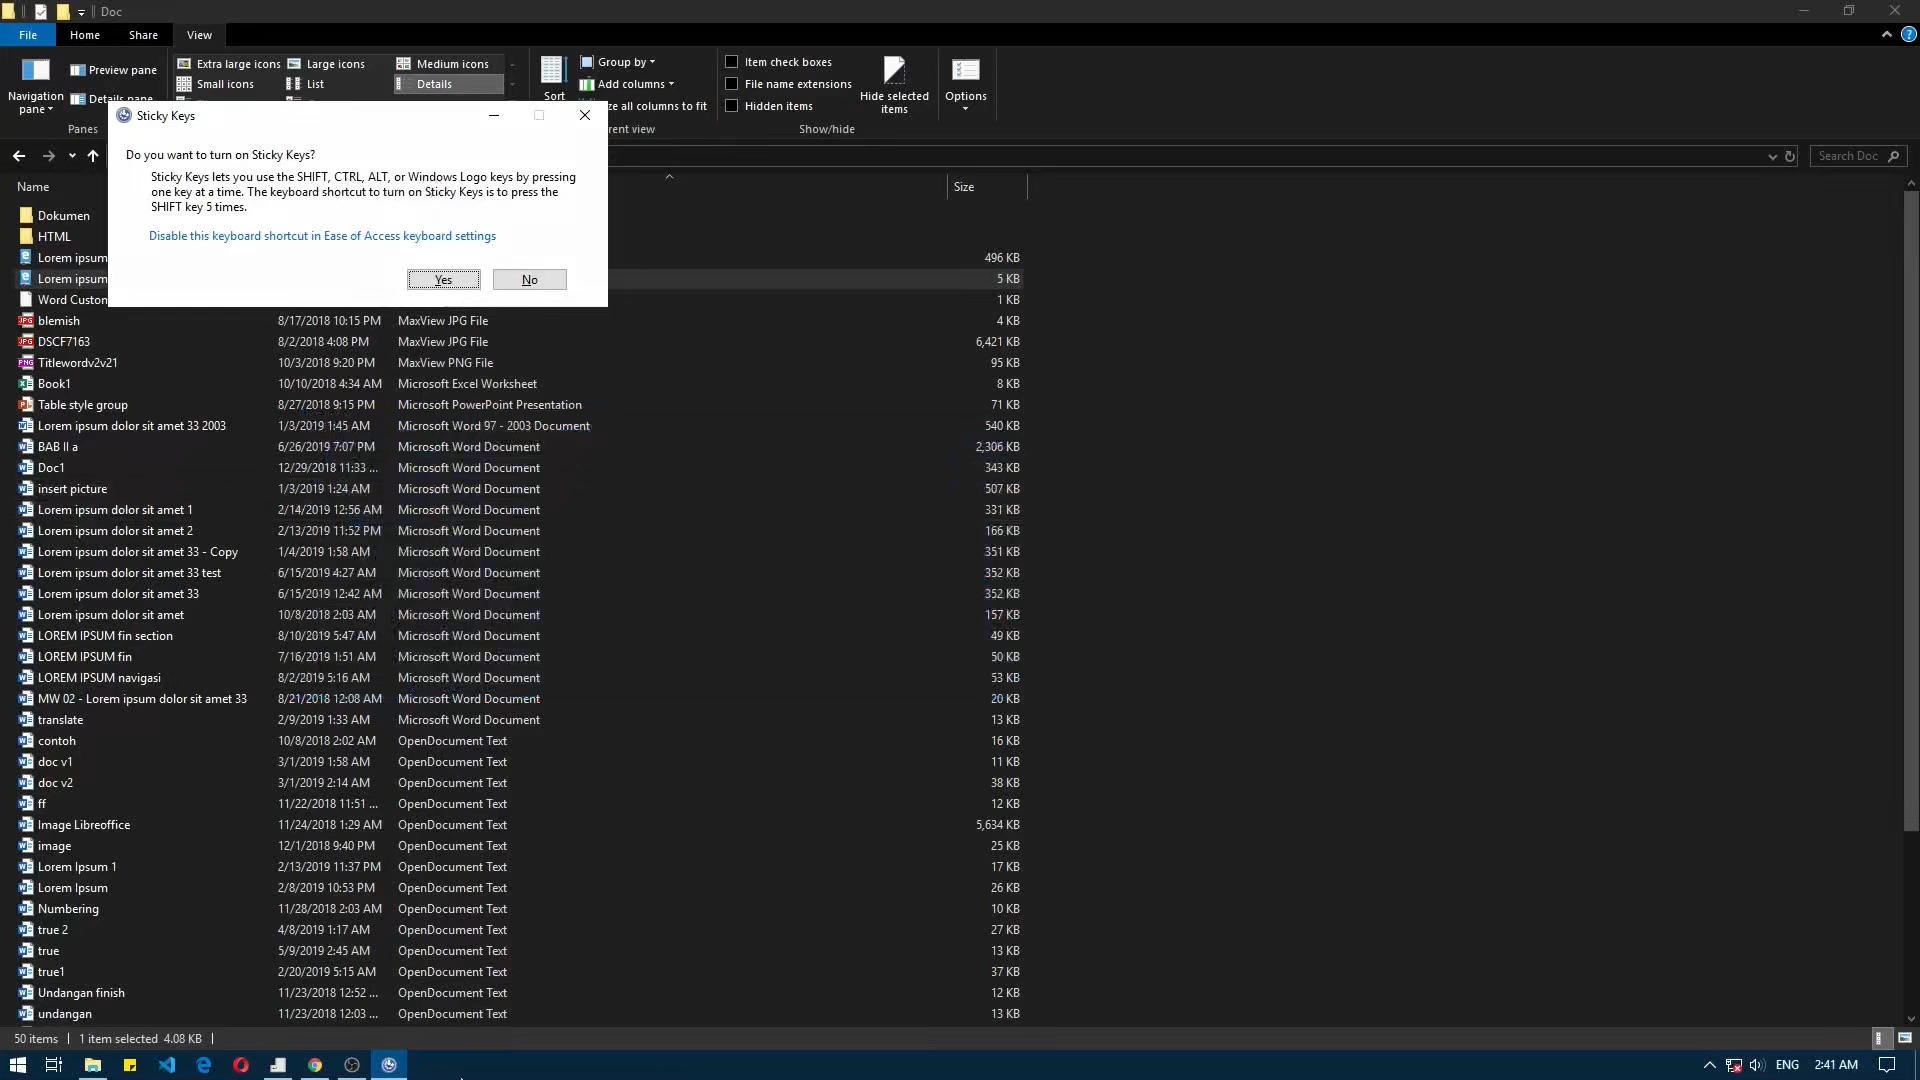 Doc
File Home Share View
Navigation pane
Preview pane
Details pane
Panes
Extra large icons Large icons Medium icons
Small icons List Details
Sort
Group by
Add columns
ze all columns to fit
rent view
Item check boxes
File name extensions
Hidden items
Hide selected items
Show/hide
Options
Sticky Keys
Do you want to turn on Sticky Keys?
Sticky Keys lets you use the SHIFT, CTRL, ALT, or Windows Logo keys by pressing
one key at a time. The keyboard shortcut to turn on Sticky Keys is to press the
SHIFT key 5 times.
Disable this keyboard shortcut in Ease of Access keyboard settings
Yes No
Search Doc
Name Size
Dokumen
HTML
Lorem ipsum 496 KB
Lorem ipsum 5 KB
Word Custon 1 KB
blemish 8/17/2018 10:15 PM MaxView JPG File 4 KB
DSCF7163 8/2/2018 4:08 PM MaxView JPG File 6,421 KB
Titlewordv2v21 10/3/2018 9:20 PM MaxView PNG File 95 KB
Book1 10/10/2018 4:34 AM Microsoft Excel Worksheet 8 KB
Table style group 8/27/2018 9:15 PM Microsoft PowerPoint Presentation 71 KB
Lorem ipsum dolor sit amet 33 2003 1/3/2019 1:45 AM Microsoft Word 97 - 2003 Document 540 KB
BAB II a 6/26/2019 7:07 PM Microsoft Word Document 2,306 KB
Doc1 12/29/2018 11:33 ... Microsoft Word Document 343 KB
insert picture 1/3/2019 1:24 AM Microsoft Word Document 507 KB
Lorem ipsum dolor sit amet 1 2/14/2019 12:56 AM Microsoft Word Document 331 KB
Lorem ipsum dolor sit amet 2 2/13/2019 11:52 PM Microsoft Word Document 166 KB
Lorem ipsum dolor sit amet 33 - Copy 1/4/2019 1:58 AM Microsoft Word Document 351 KB
Lorem ipsum dolor sit amet 33 test 6/15/2019 4:27 AM Microsoft Word Document 352 KB
Lorem ipsum dolor sit amet 33 6/15/2019 12:42 AM Microsoft Word Document 352 KB
Lorem ipsum dolor sit amet 10/8/2018 2:03 AM Microsoft Word Document 157 KB
LOREM IPSUM fin section 8/10/2019 5:47 AM Microsoft Word Document 49 KB
LOREM IPSUM fin 7/16/2019 1:51 AM Microsoft Word Document 50 KB
LOREM IPSUM navigasi 8/2/2019 5:16 AM Microsoft Word Document 53 KB
MW 02 - Lorem ipsum dolor sit amet 33 8/21/2018 12:08 AM Microsoft Word Document 20 KB
translate 2/9/2019 1:33 AM Microsoft Word Document 13 KB
contoh 10/8/2018 2:02 AM OpenDocument Text 16 KB
doc v1 3/1/2019 1:58 AM OpenDocument Text 11 KB
doc v2 3/1/2019 2:14 AM OpenDocument Text 38 KB
ff 11/22/2018 11:51 ... OpenDocument Text 12 KB
Image Libreoffice 11/24/2018 1:29 AM OpenDocument Text 5,634 KB
image 12/1/2018 9:40 PM OpenDocument Text 25 KB
Lorem Ipsum 1 2/13/2019 11:37 PM OpenDocument Text 17 KB
Lorem Ipsum 2/8/2019 10:53 PM OpenDocument Text 26 KB
Numbering 11/28/2018 2:03 AM OpenDocument Text 10 KB
true 2 4/8/2019 1:17 AM OpenDocument Text 27 KB
true 5/9/2019 2:45 AM OpenDocument Text 13 KB
true1 2/20/2019 5:15 AM OpenDocument Text 37 KB
Undangan finish 11/23/2018 12:52 ... OpenDocument Text 12 KB
undangan 11/23/2018 12:03 ... OpenDocument Text 13 KB
50 items 1 item selected 4.08 KB
ENG 2:41 AM